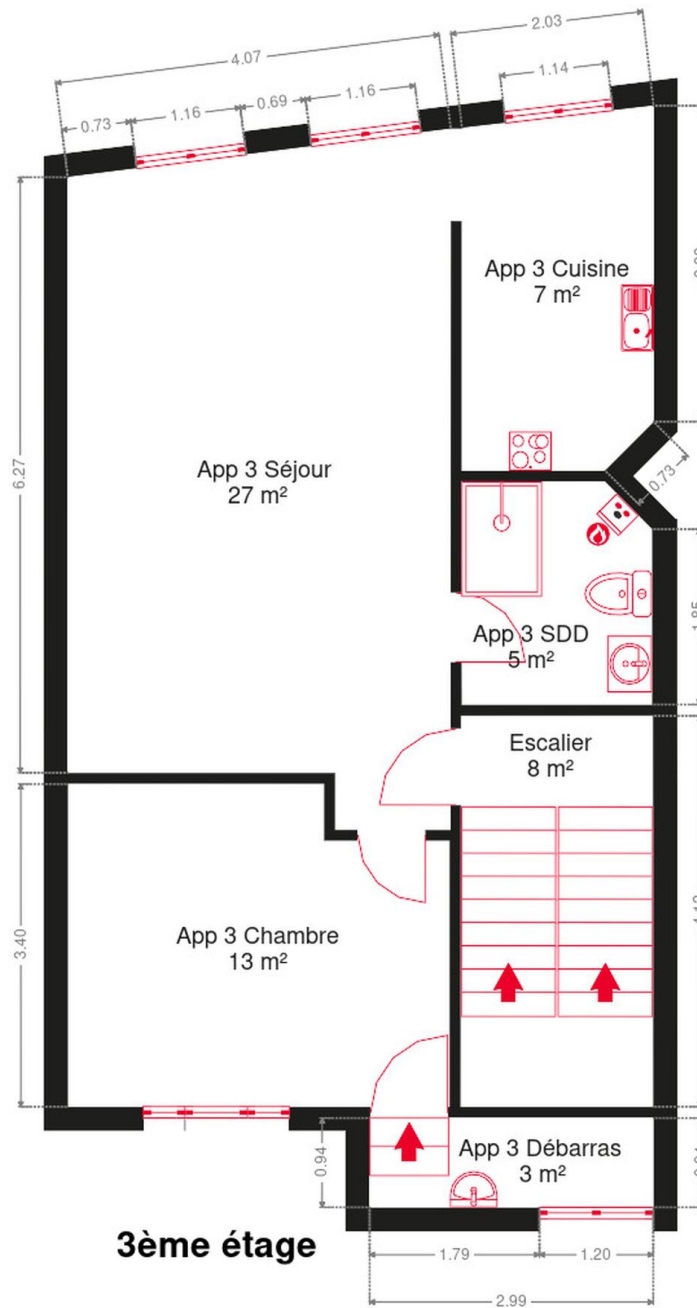 4.07
2.03
1.14
1.16
0.69
1.16
0.73
App 3 Cuisine
7 m²
6.27
App 3 Séjour
27 m²
0.73
App 3 SDD
5 m²
Escalier
8 m²
3.40
App 3 Chambre
13 m²
0.94
App 3 Débarras
3 m²
3ème étage
1.79
1.20
2.99